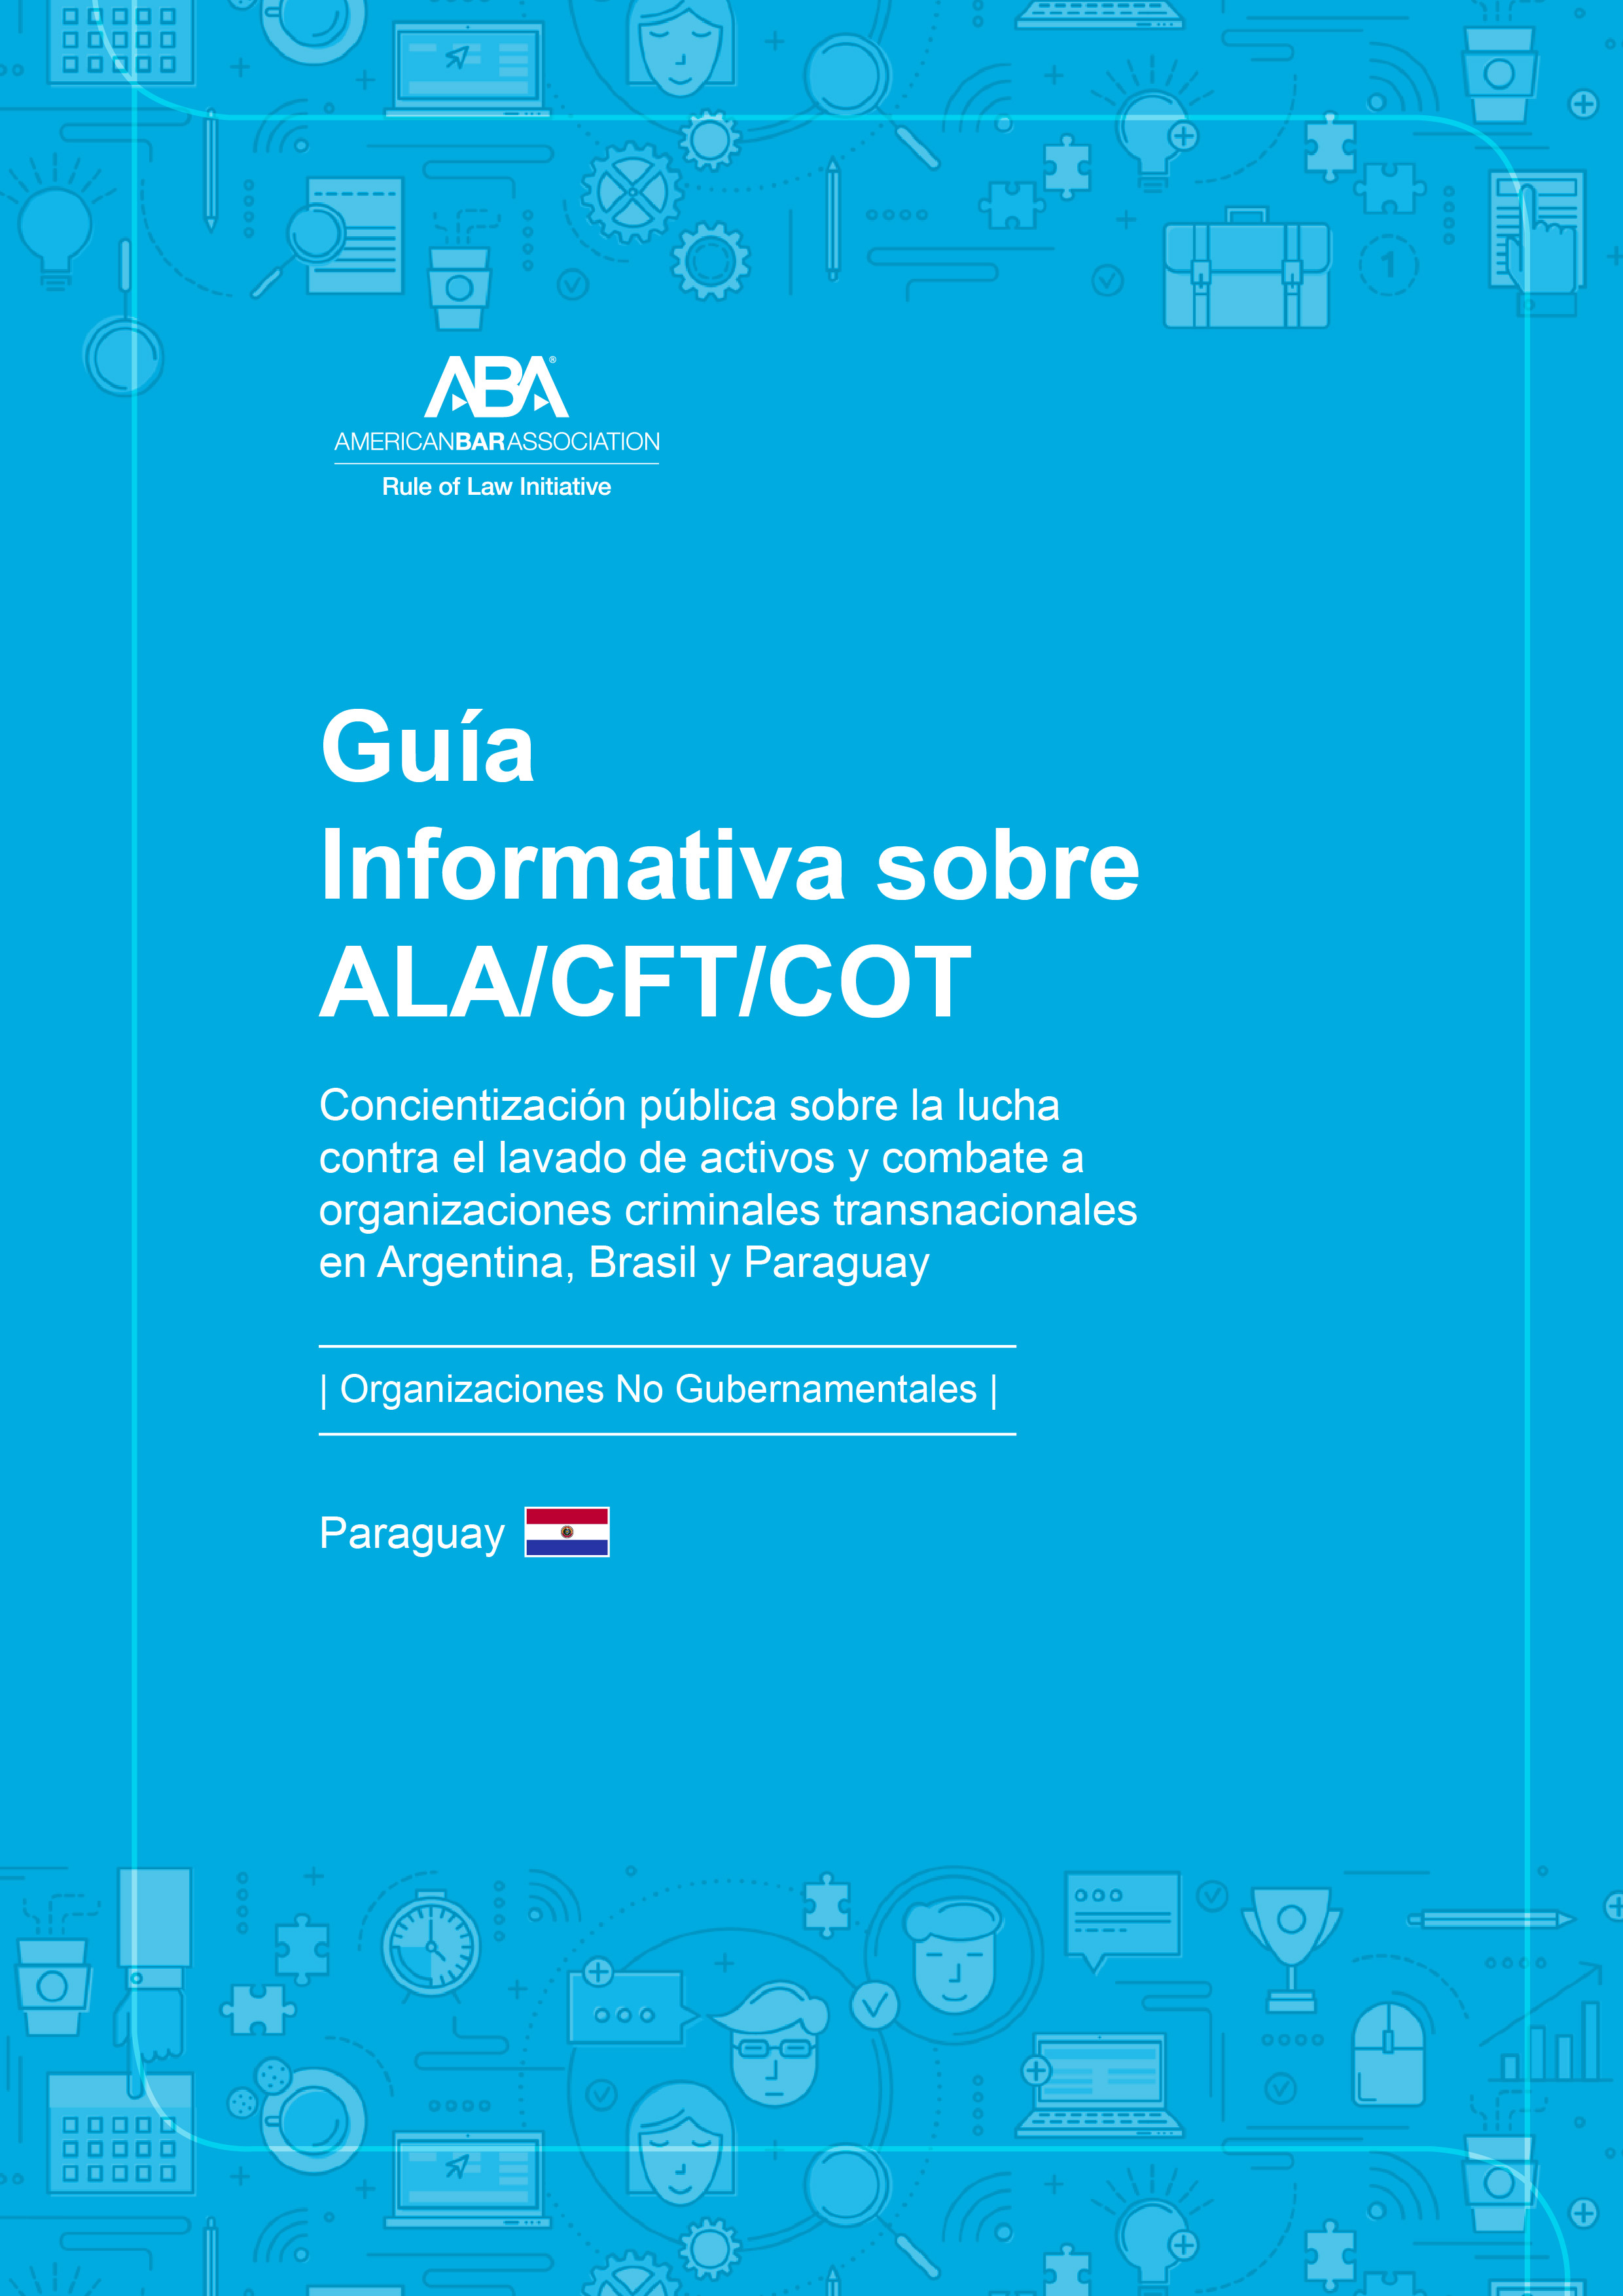 1
ABA®
AMERICANBARASSOCIATION
Rule of Law Initiative
Guía
Informativa sobre
ALA/CFT/COT
Concientización pública sobre la lucha
contra el lavado de activos y combate a
organizaciones criminales transnacionales
en Argentina, Brasil y Paraguay
| Organizaciones No Gubernamentales |
Paraguay